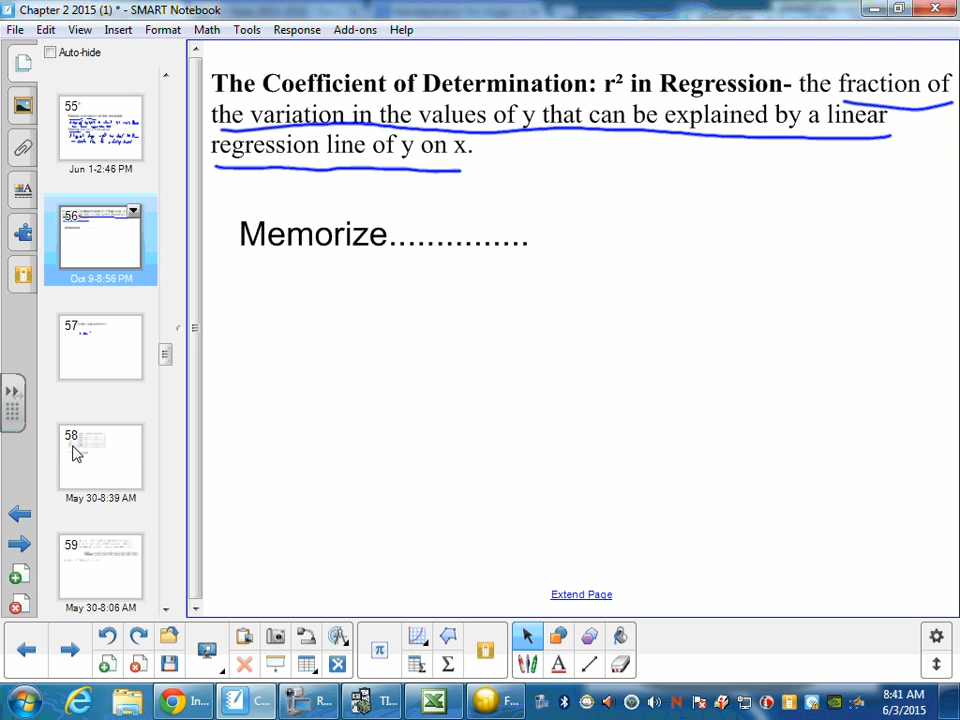 Chapter 2 2015 (1) * - SMART Notebook
File Edit View Insert Format Math Tools Response Add-ons Help
Auto-hide
55
Jun 1-2:46 PM
56
Oct 9-8:56 PM
57
58
May 30-8:39 AM
59
May 30-8:06 AM
The Coefficient of Determination: r² in Regression- the fraction of
the variation in the values of y that can be explained by a linear
regression line of y on x.
Memorize...............
Extend Page
In... C... R... TI... F...
8:41 AM
6/3/2015